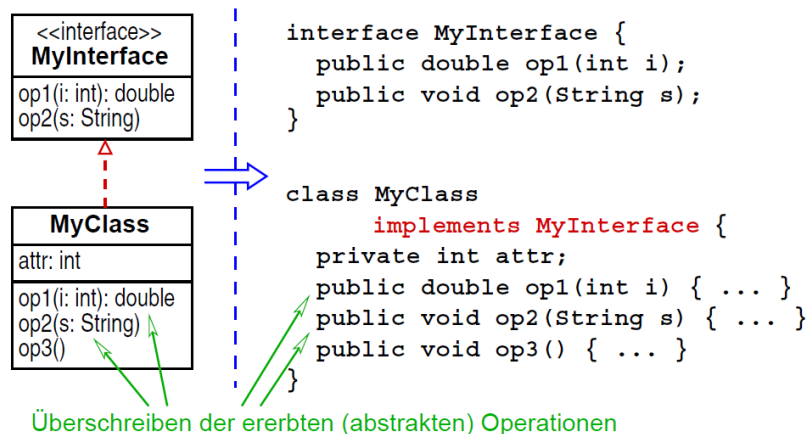 <<interface>>
MyInterface
op1(i: int): double
op2(s: String)
MyClass
attr: int
op1(i: int): double
op2(s: String)
op3()
interface MyInterface {
public double op1(int i);
public void op2(String s);
}
class MyClass
implements MyInterface {
private int attr;
public double op1(int i) { ... }
public void op2(String s) { ... }
public void op3() { ... }
}
Überschreiben der ererbten (abstrakten) Operationen